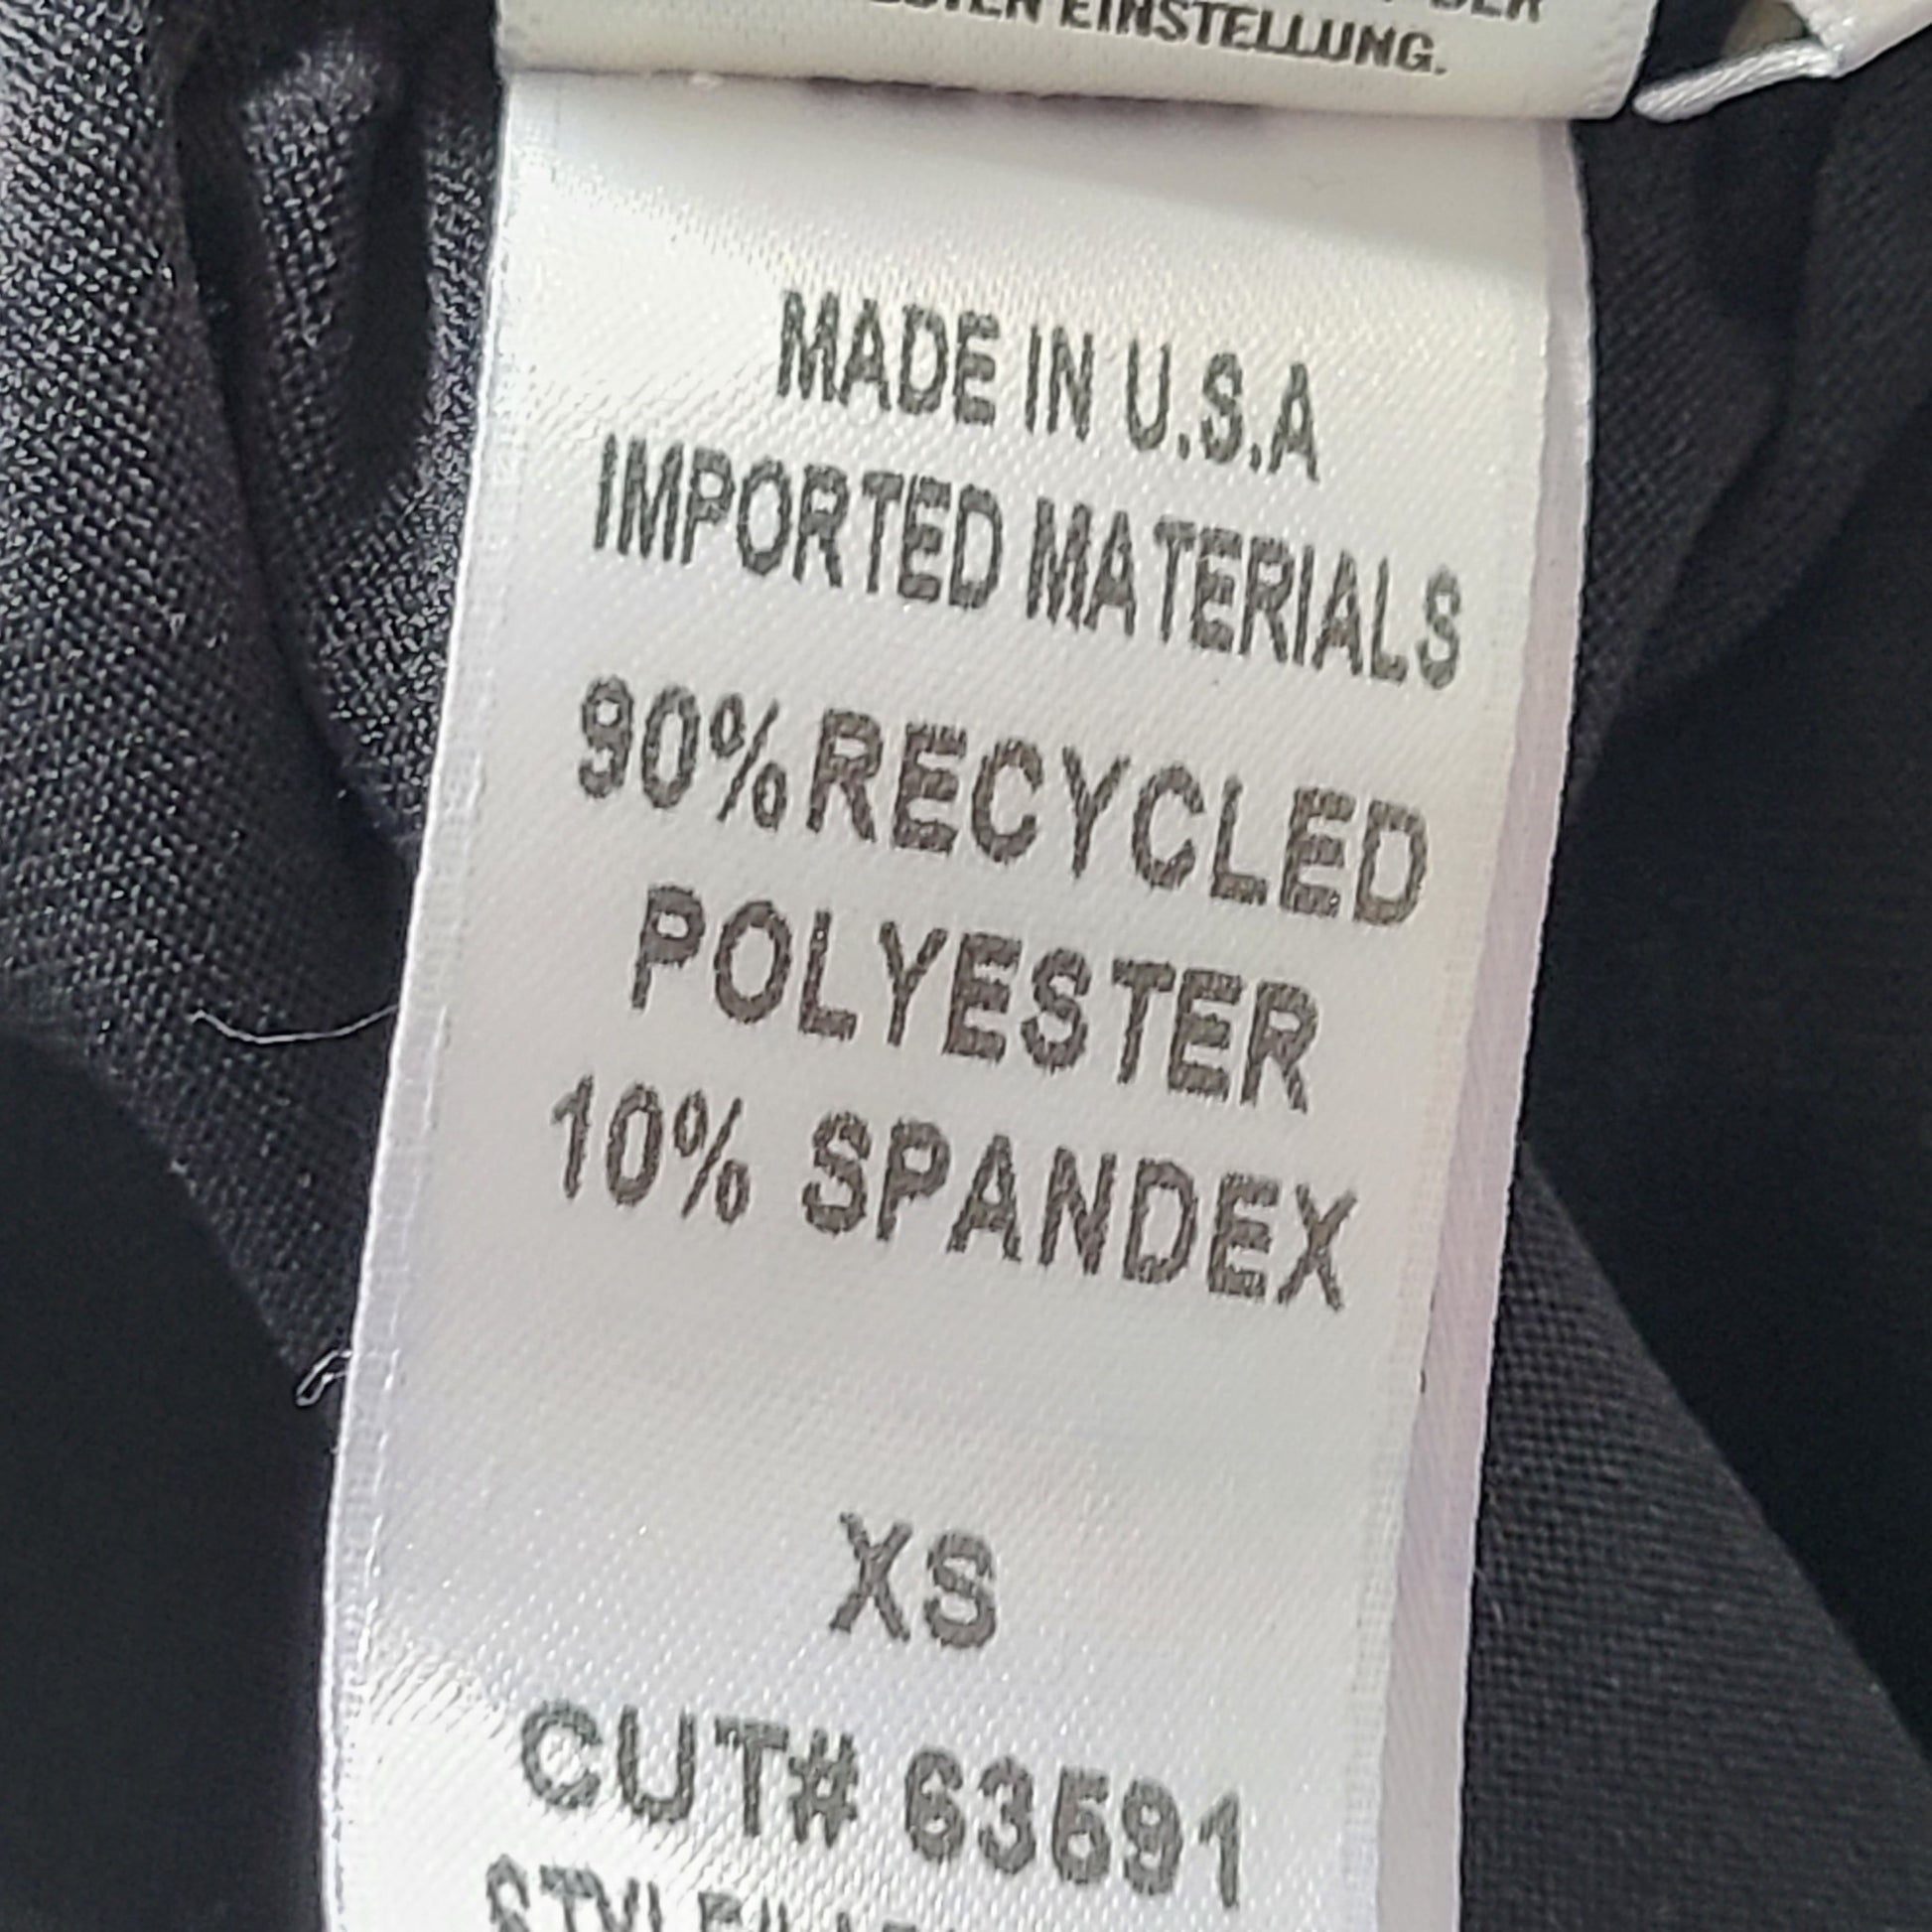 EINSTELLUNG.
MADE IN U.S.A
IMPORTED MATERIALS
90%RECYCLED
POLYESTER
10% SPANDEX
XS
CUT# 63591